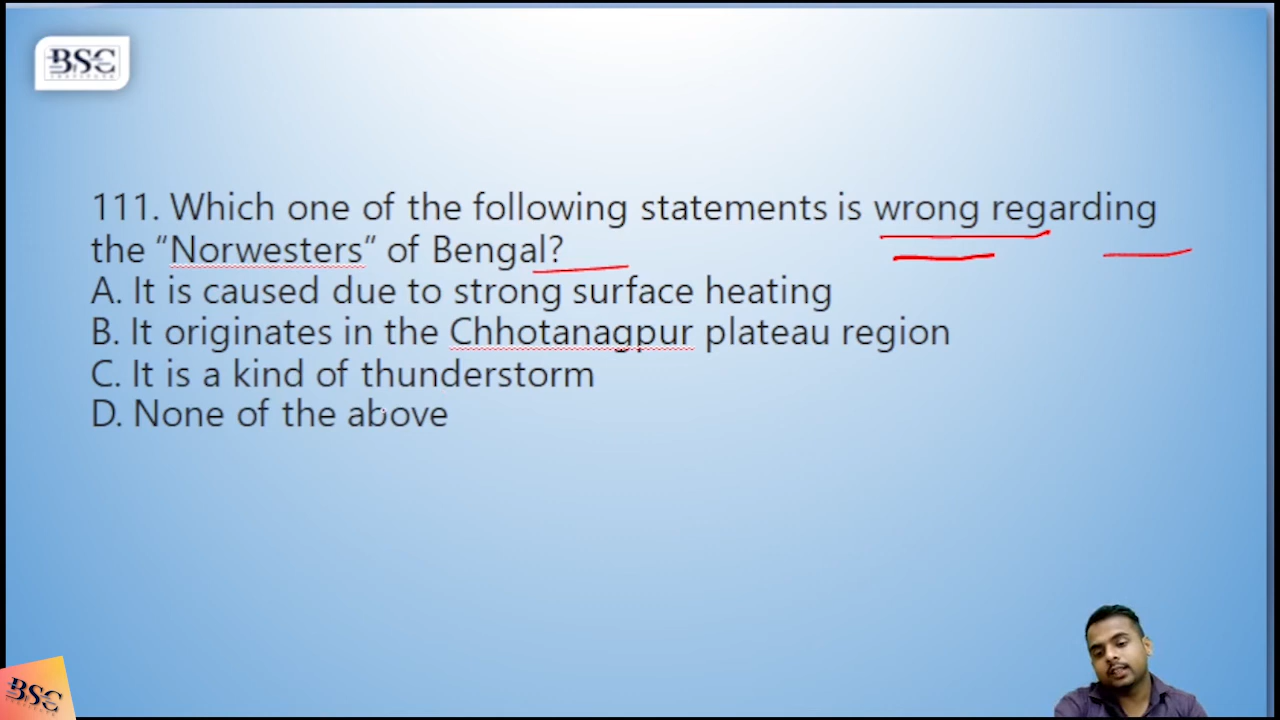 BSC
111. Which one of the following statements is wrong regarding
the “Norwesters” of Bengal?
A. It is caused due to strong surface heating
B. It originates in the Chhotanagpur plateau region
C. It is a kind of thunderstorm
D. None of the above
BSC